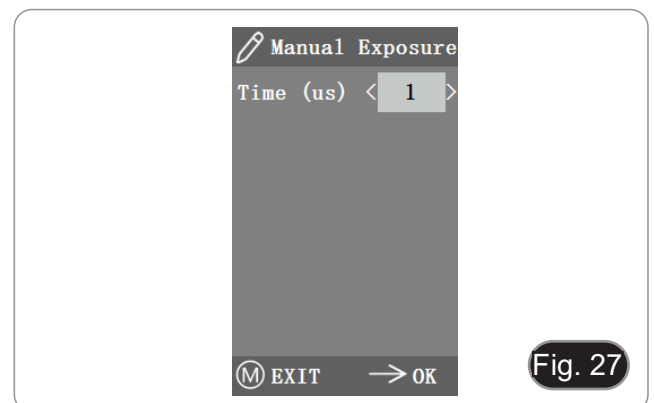 Manual Exposure
Time (us) < 1 >
Ⓜ EXIT → OK
Fig. 27